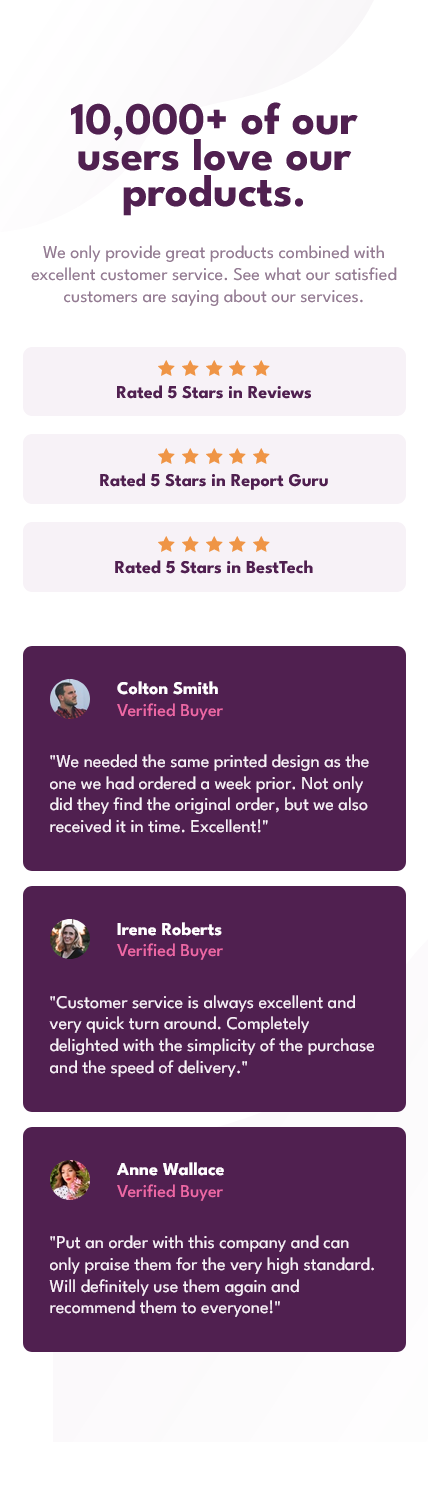 10,000+ of our
users love our
products.
We only provide great products combined with
excellent customer service. See what our satisfied
customers are saying about our services.
Rated 5 Stars in Reviews
Rated 5 Stars in Report Guru
Rated 5 Stars in BestTech
Colton Smith
Verified Buyer
"We needed the same printed design as the
one we had ordered a week prior. Not only
did they find the original order, but we also
received it in time. Excellent!"
Irene Roberts
Verified Buyer
"Customer service is always excellent and
very quick turn around. Completely
delighted with the simplicity of the purchase
and the speed of delivery."
Anne Wallace
Verified Buyer
"Put an order with this company and can
only praise them for the very high standard.
Will definitely use them again and
recommend them to everyone!"